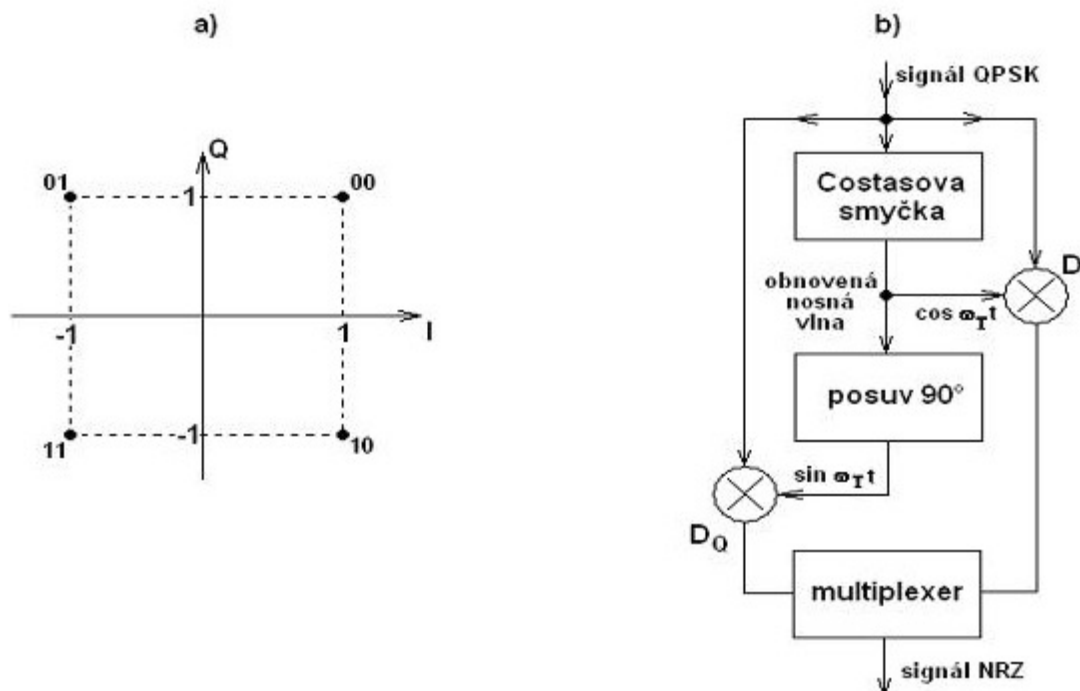 a)
Q
01
1
00
-1
1
I
11
-1
10
b)
signál QPSK
Costasova
smyčka
D
obnovená
nosná
vlna
cos ωTt
posuv 90°
sin ωTt
DQ
multiplexer
signál NRZ